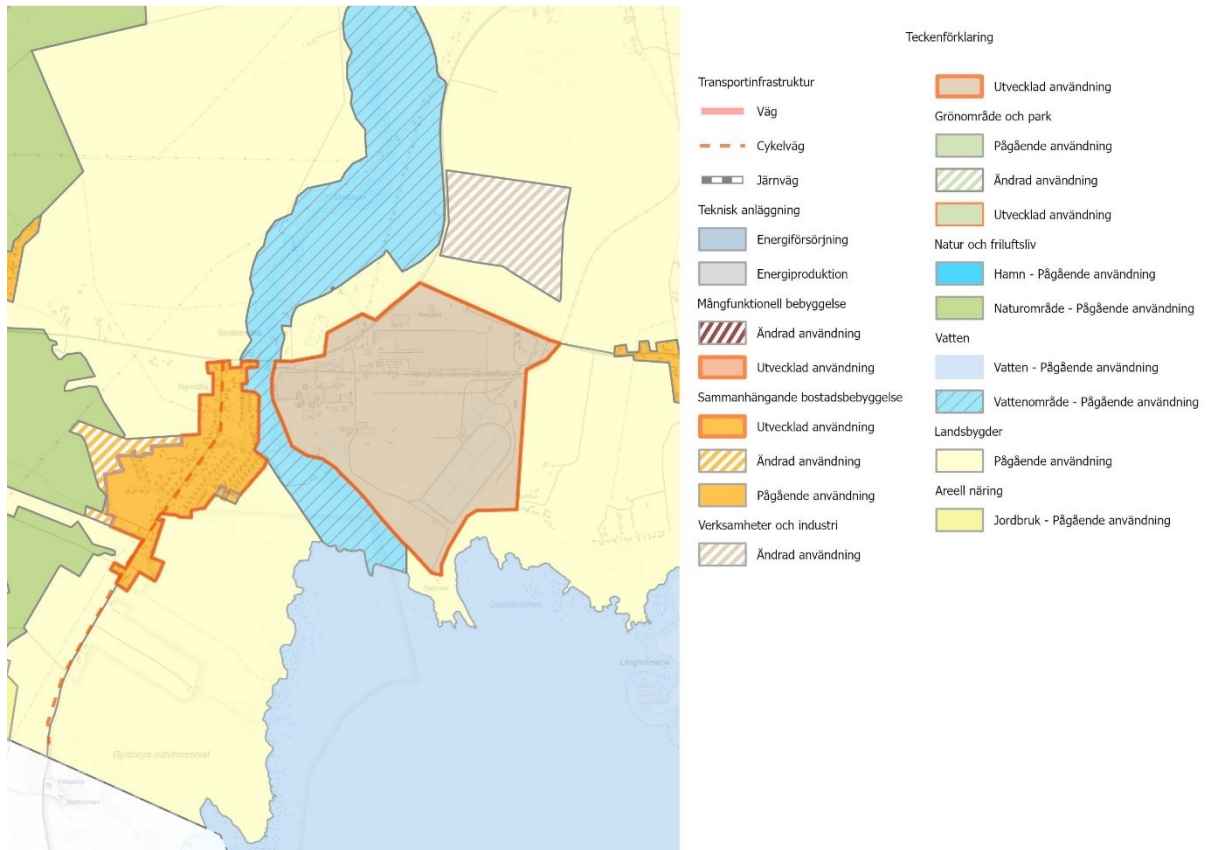 Teckenförklaring
Transportinfrastruktur
Väg
Cykelväg
Järnväg
Teknisk anläggning
Energiförsörjning
Energiproduktion
Mångfunktionell bebyggelse
Ändrad användning
Utvecklad användning
Sammanhängande bostadsbebyggelse
Utvecklad användning
Ändrad användning
Pågående användning
Verksamheter och industri
Ändrad användning
Utvecklad användning
Grönområde och park
Pågående användning
Ändrad användning
Utvecklad användning
Natur och friluftsliv
Hamn - Pågående användning
Naturområde - Pågående användning
Vatten
Vatten - Pågående användning
Vattenområde - Pågående användning
Landsbygder
Pågående användning
Areell näring
Jordbruk - Pågående användning
Nymölla
Gyetorps naturreservat